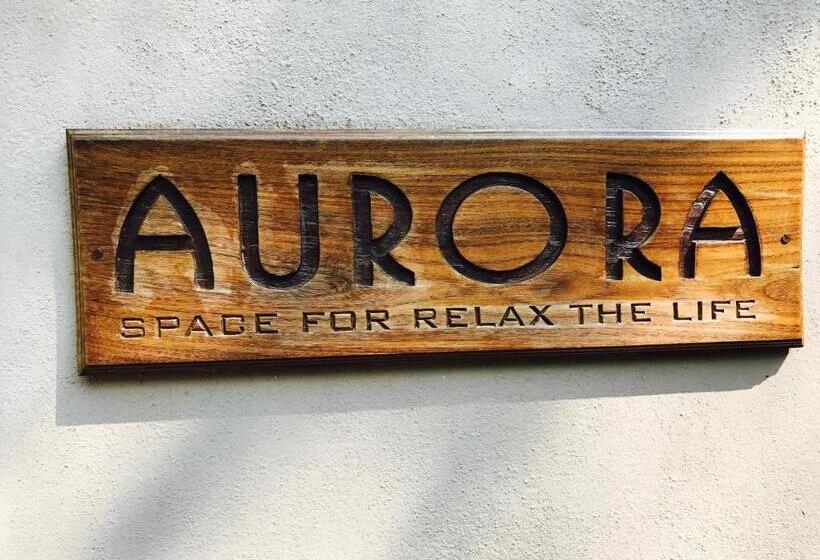 AURORA
SPACE FOR RELAX THE LIFE